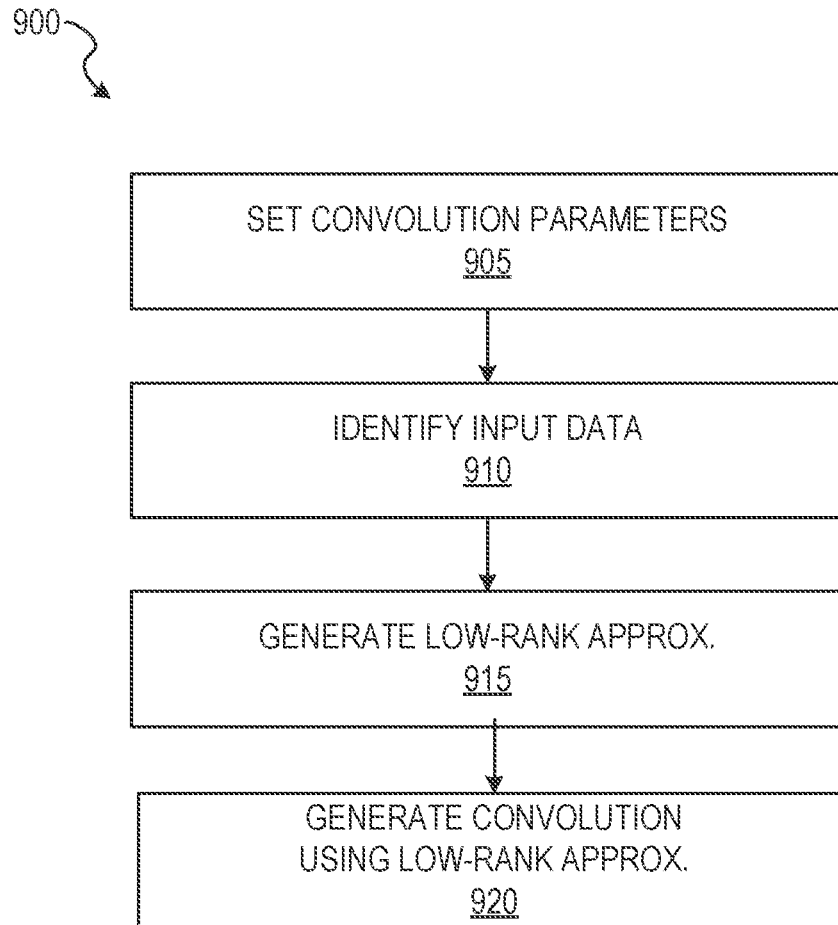 900
SET CONVOLUTION PARAMETERS
905
IDENTIFY INPUT DATA
910
GENERATE LOW-RANK APPROX.
915
GENERATE CONVOLUTION
USING LOW-RANK APPROX.
920